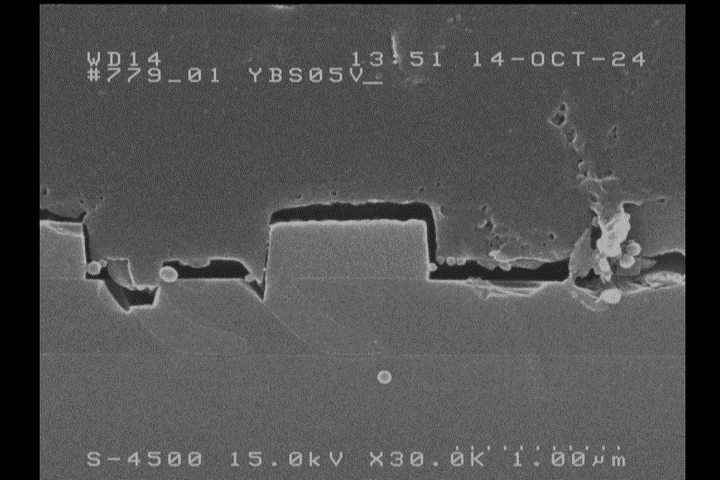 WD14 13:51 14-OCT-24
#779_01 YBS05V_
S-4500 15.0kV X30.0K 1.00µm